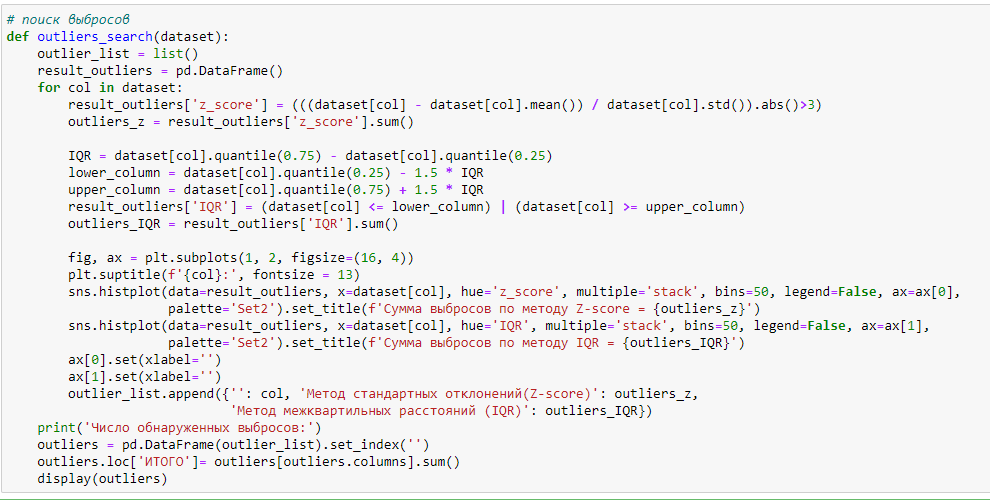 # поиск выбросов
def outliers_search(dataset):
    outlier_list = list()
    result_outliers = pd.DataFrame()
    for col in dataset:
        result_outliers['z_score'] = (((dataset[col] - dataset[col].mean()) / dataset[col].std()).abs()>3)
        outliers_z = result_outliers['z_score'].sum()

        IQR = dataset[col].quantile(0.75) - dataset[col].quantile(0.25)
        lower_column = dataset[col].quantile(0.25) - 1.5 * IQR
        upper_column = dataset[col].quantile(0.75) + 1.5 * IQR
        result_outliers['IQR'] = (dataset[col] <= lower_column) | (dataset[col] >= upper_column)
        outliers_IQR = result_outliers['IQR'].sum()

        fig, ax = plt.subplots(1, 2, figsize=(16, 4))
        plt.suptitle(f'{col}:', fontsize = 13)
        sns.histplot(data=result_outliers, x=dataset[col], hue='z_score', multiple='stack', bins=50, legend=False, ax=ax[0],
                     palette='Set2').set_title(f'Сумма выбросов по методу Z-score = {outliers_z}')
        sns.histplot(data=result_outliers, x=dataset[col], hue='IQR', multiple='stack', bins=50, legend=False, ax=ax[1],
                     palette='Set2').set_title(f'Сумма выбросов по методу IQR = {outliers_IQR}')
        ax[0].set(xlabel='')
        ax[1].set(xlabel='')
        outlier_list.append({'': col, 'Метод стандартных отклонений(Z-score)': outliers_z,
                             'Метод межквартильных расстояний (IQR)': outliers_IQR})
    print('Число обнаруженных выбросов:')
    outliers = pd.DataFrame(outlier_list).set_index('')
    outliers.loc['ИТОГО']= outliers[outliers.columns].sum()
    display(outliers)